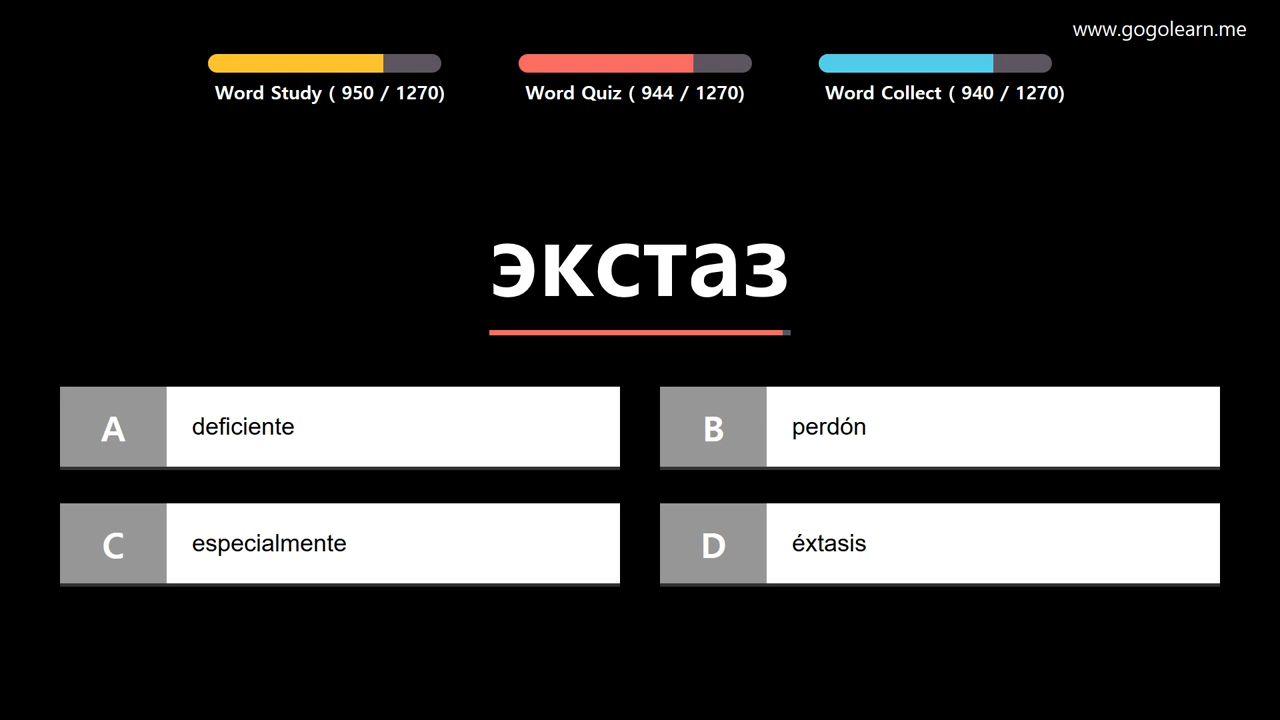 www.gogolearn.me
Word Study ( 950 / 1270)
Word Quiz ( 944 / 1270)
Word Collect ( 940 / 1270)
экстаз
A deficiente
B perdón
C especialmente
D éxtasis